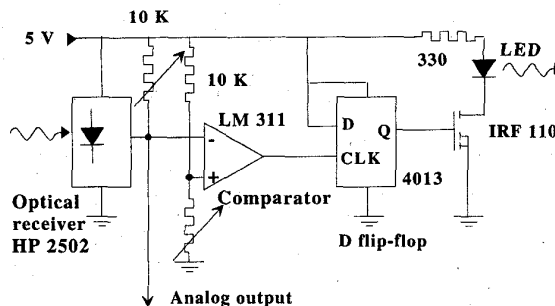 10 K
5 V
330
LED
10 K
LM 311
D
Q
IRF 110
-
CLK
+
4013
Optical
receiver
HP 2502
Comparator
D flip-flop
Analog output